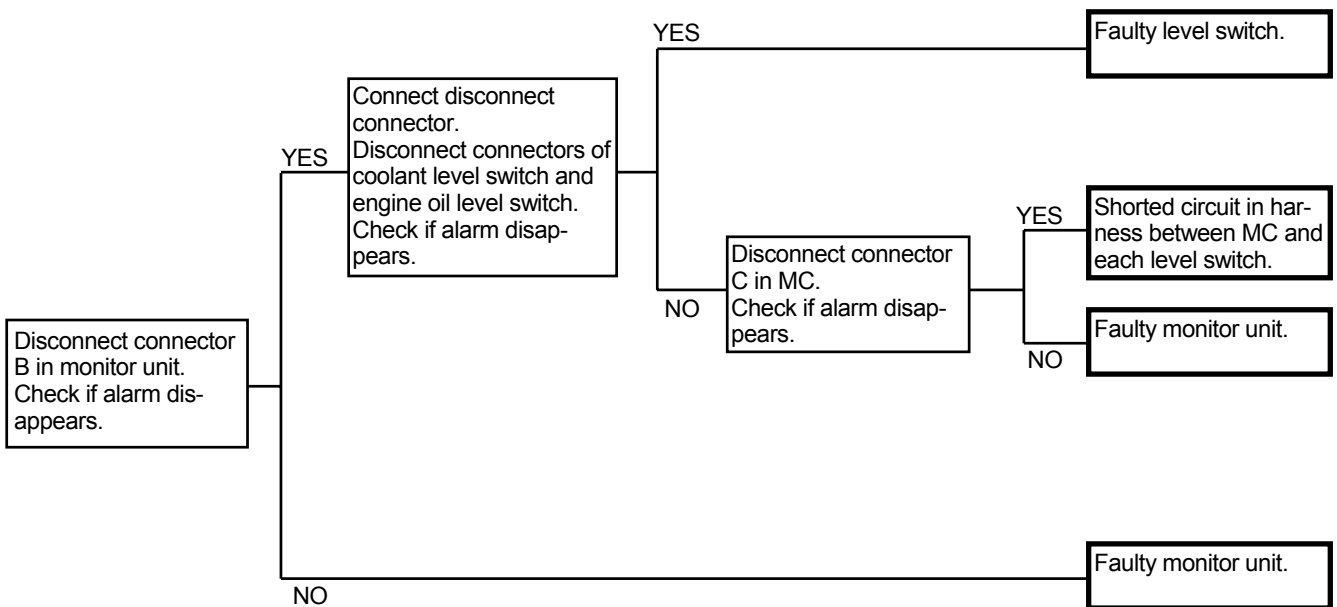 Disconnect connector
B in monitor unit.
Check if alarm dis-
appears.
YES
Connect disconnect
connector.
Disconnect connectors of
coolant level switch and
engine oil level switch.
Check if alarm disap-
pears.
YES
Faulty level switch.
NO
Disconnect connector
C in MC.
Check if alarm disap-
pears.
YES
Shorted circuit in har-
ness between MC and
each level switch.
NO
Faulty monitor unit.
NO
Faulty monitor unit.